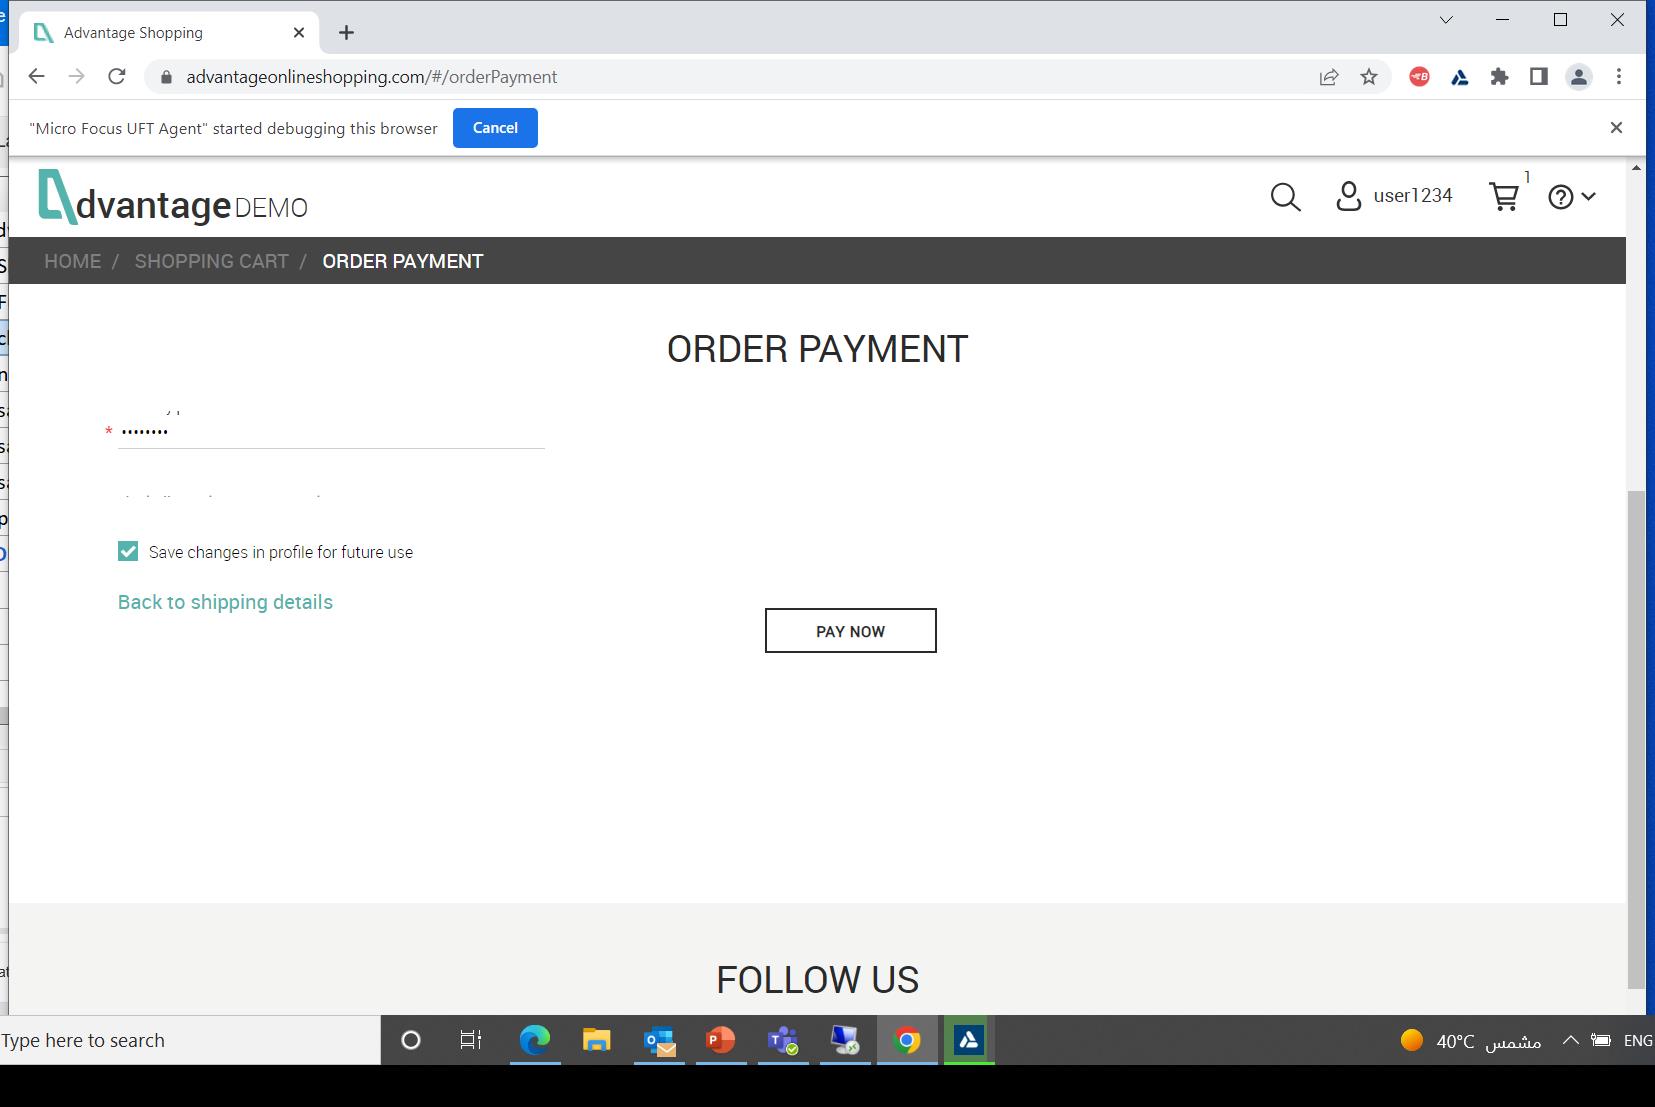 Advantage Shopping
advantageonlineshopping.com/#/orderPayment
"Micro Focus UFT Agent" started debugging this browser
Cancel
dvantage DEMO
user1234
1
HOME / SHOPPING CART / ORDER PAYMENT
ORDER PAYMENT
* ••••••••
Save changes in profile for future use
Back to shipping details
PAY NOW
FOLLOW US
Type here to search
40°C مشمس
ENG